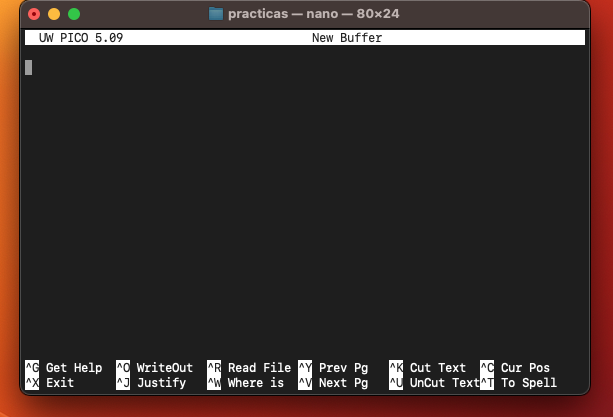 practicas — nano — 80×24
UW PICO 5.09 New Buffer
^G Get Help ^O WriteOut ^R Read File ^Y Prev Pg ^K Cut Text ^C Cur Pos
^X Exit ^J Justify ^W Where is ^V Next Pg ^U UnCut Text ^T To Spell